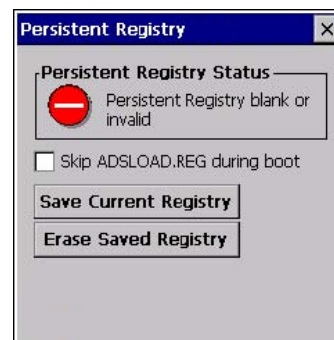 Persistent Registry
Persistent Registry Status
Persistent Registry blank or
invalid
Skip ADSLOAD.REG during boot
Save Current Registry
Erase Saved Registry